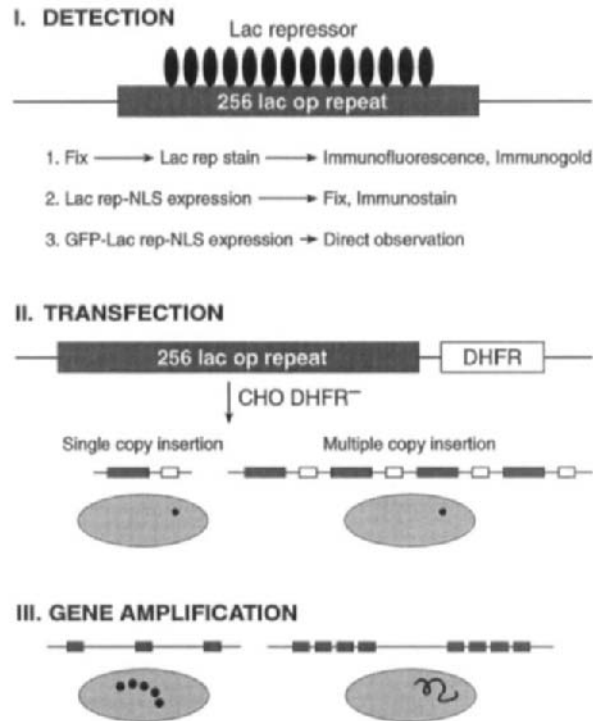 I. DETECTION
Lac repressor
256 lac op repeat
1. Fix → Lac rep stain → Immunofluorescence, Immunogold
2. Lac rep-NLS expression → Fix, Immunostain
3. GFP-Lac rep-NLS expression → Direct observation
II. TRANSFECTION
256 lac op repeat DHFR
CHO DHFR⁻
Single copy insertion Multiple copy insertion
III. GENE AMPLIFICATION